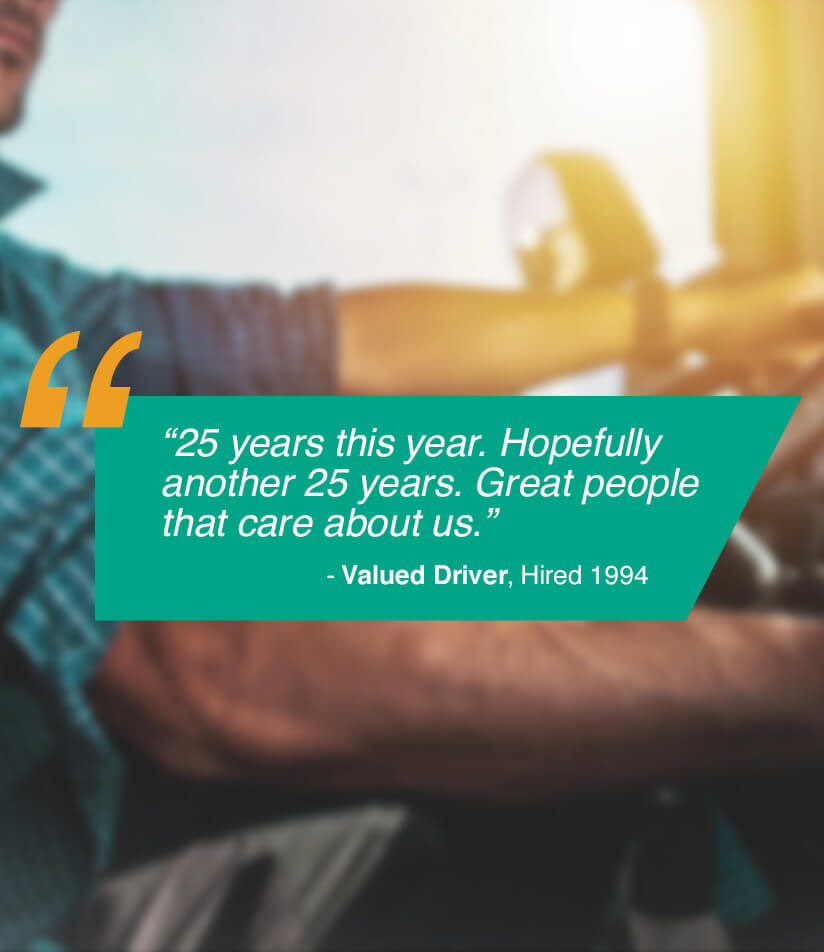 “25 years this year. Hopefully
another 25 years. Great people
that care about us.”
- Valued Driver, Hired 1994